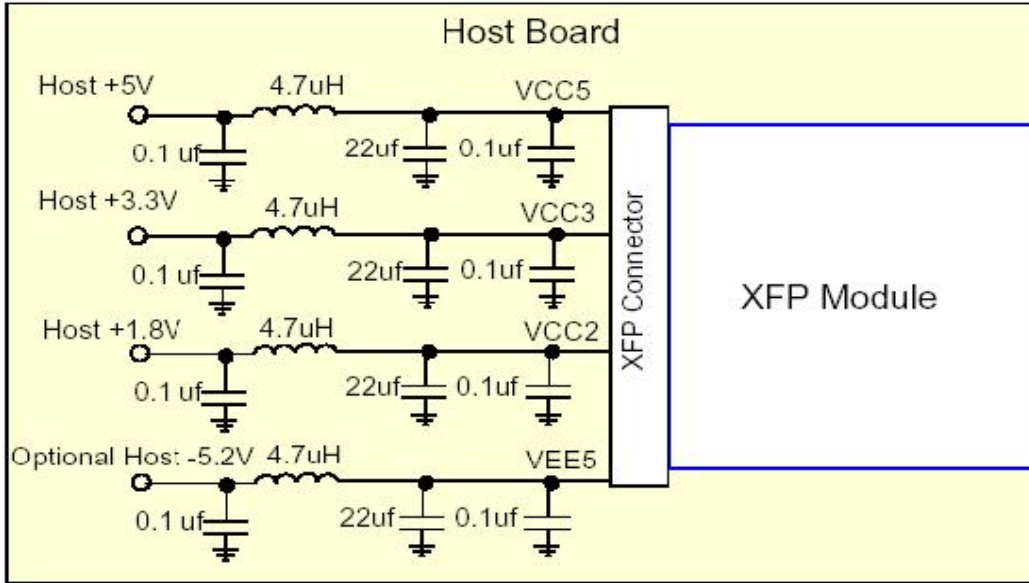 Host Board
Host +5V
4.7uH
VCC5
0.1 uf
22uf
0.1uf
Host +3.3V
4.7uH
VCC3
0.1 uf
22uf
0.1uf
Host +1.8V
4.7uH
VCC2
0.1 uf
22uf
0.1uf
Optional Host -5.2V
4.7uH
VEE5
0.1 uf
22uf
0.1uf
XFP Connector
XFP Module